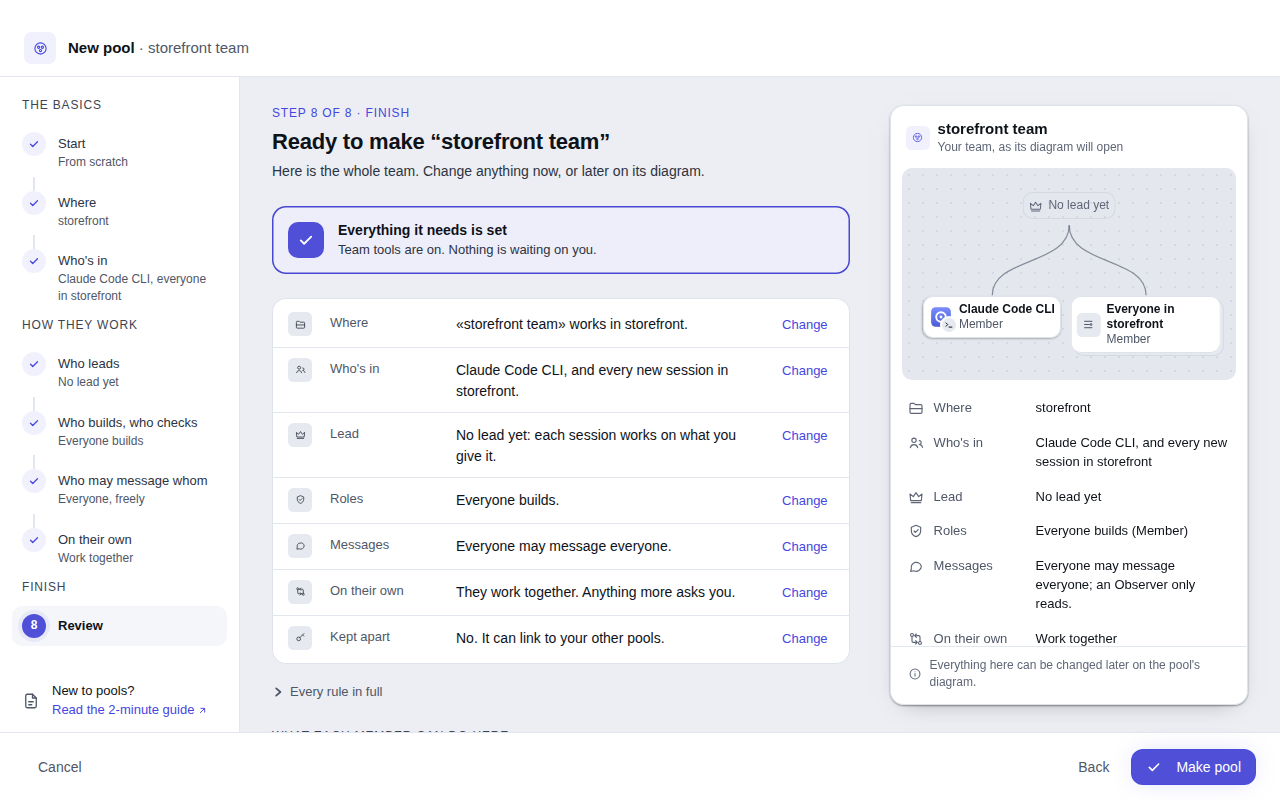 New pool · storefront team
THE BASICS
Start
From scratch
Where
storefront
Who's in
Claude Code CLI, everyone
in storefront
HOW THEY WORK
Who leads
No lead yet
Who builds, who checks
Everyone builds
Who may message whom
Everyone, freely
On their own
Work together
FINISH
8 Review
New to pools?
Read the 2-minute guide
STEP 8 OF 8 · FINISH
Ready to make “storefront team”
Here is the whole team. Change anything now, or later on its diagram.
Everything it needs is set
Team tools are on. Nothing is waiting on you.
Where «storefront team» works in storefront. Change
Who's in Claude Code CLI, and every new session in Change
storefront.
Lead No lead yet: each session works on what you Change
give it.
Roles Everyone builds. Change
Messages Everyone may message everyone. Change
On their own They work together. Anything more asks you. Change
Kept apart No. It can link to your other pools. Change
Every rule in full
WHAT EACH MEMBER CAN DO HERE
storefront team
Your team, as its diagram will open
No lead yet
Claude Code CLI
Member
Everyone in
storefront
Member
Where storefront
Who's in Claude Code CLI, and every new
session in storefront
Lead No lead yet
Roles Everyone builds (Member)
Messages Everyone may message
everyone; an Observer only
reads.
On their own Work together
Everything here can be changed later on the pool's
diagram.
Cancel
Back
Make pool